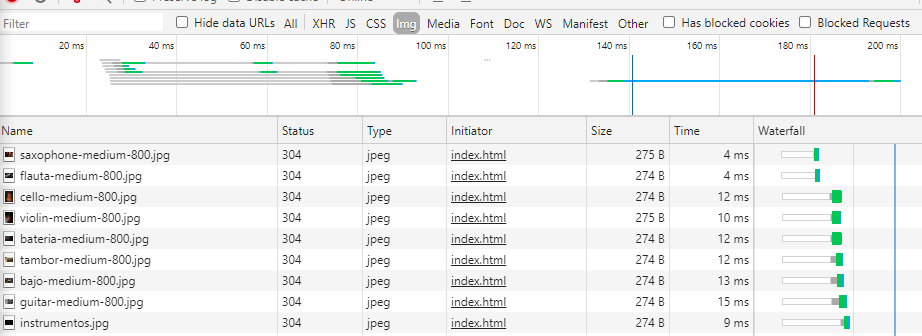 Filter Hide data URLs All XHR JS CSS Img Media Font Doc WS Manifest Other Has blocked cookies Blocked Requests
20 ms 40 ms 60 ms 80 ms 100 ms 120 ms 140 ms 160 ms 180 ms 200 ms
Name Status Type Initiator Size Time Waterfall
saxophone-medium-800.jpg 304 jpeg index.html 275 B 4 ms
flauta-medium-800.jpg 304 jpeg index.html 274 B 4 ms
cello-medium-800.jpg 304 jpeg index.html 274 B 12 ms
violin-medium-800.jpg 304 jpeg index.html 275 B 10 ms
bateria-medium-800.jpg 304 jpeg index.html 274 B 12 ms
tambor-medium-800.jpg 304 jpeg index.html 274 B 12 ms
bajo-medium-800.jpg 304 jpeg index.html 274 B 13 ms
guitar-medium-800.jpg 304 jpeg index.html 274 B 15 ms
instrumentos.jpg 304 jpeg index.html 274 B 9 ms